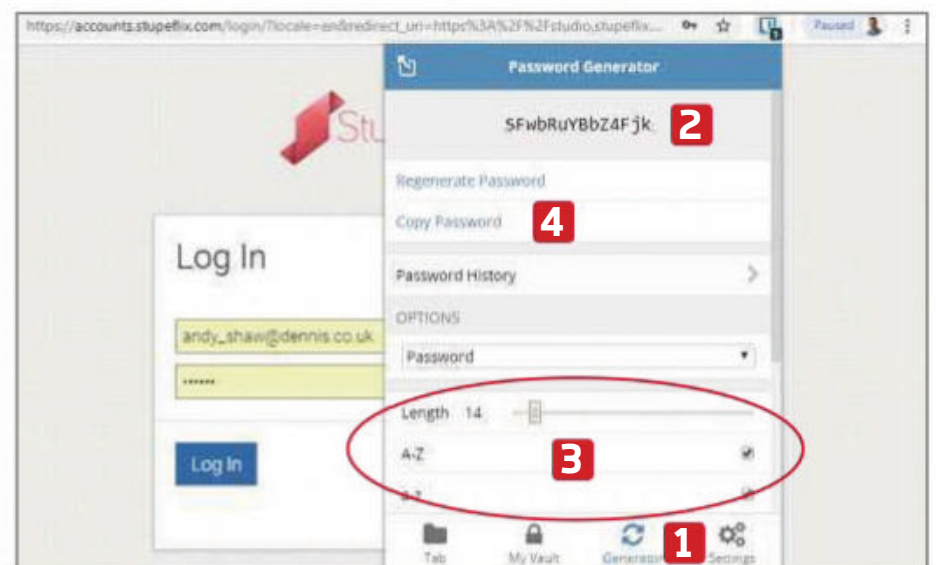 https://accounts.stupeflix.com/login/?locale=en&redirect_uri=https%3A%2F%2Fstudio.stupeflix... Paused
Password Generator
Stu
SFwbRuYBbZ4Fjk 2
Regenerate Password
Copy Password 4
Log In
Password History
OPTIONS
andy_shaw@dennis.co.uk
Password
Length 14
A-Z 3
Log In
a-z
1
Tab My Vault Generator Settings